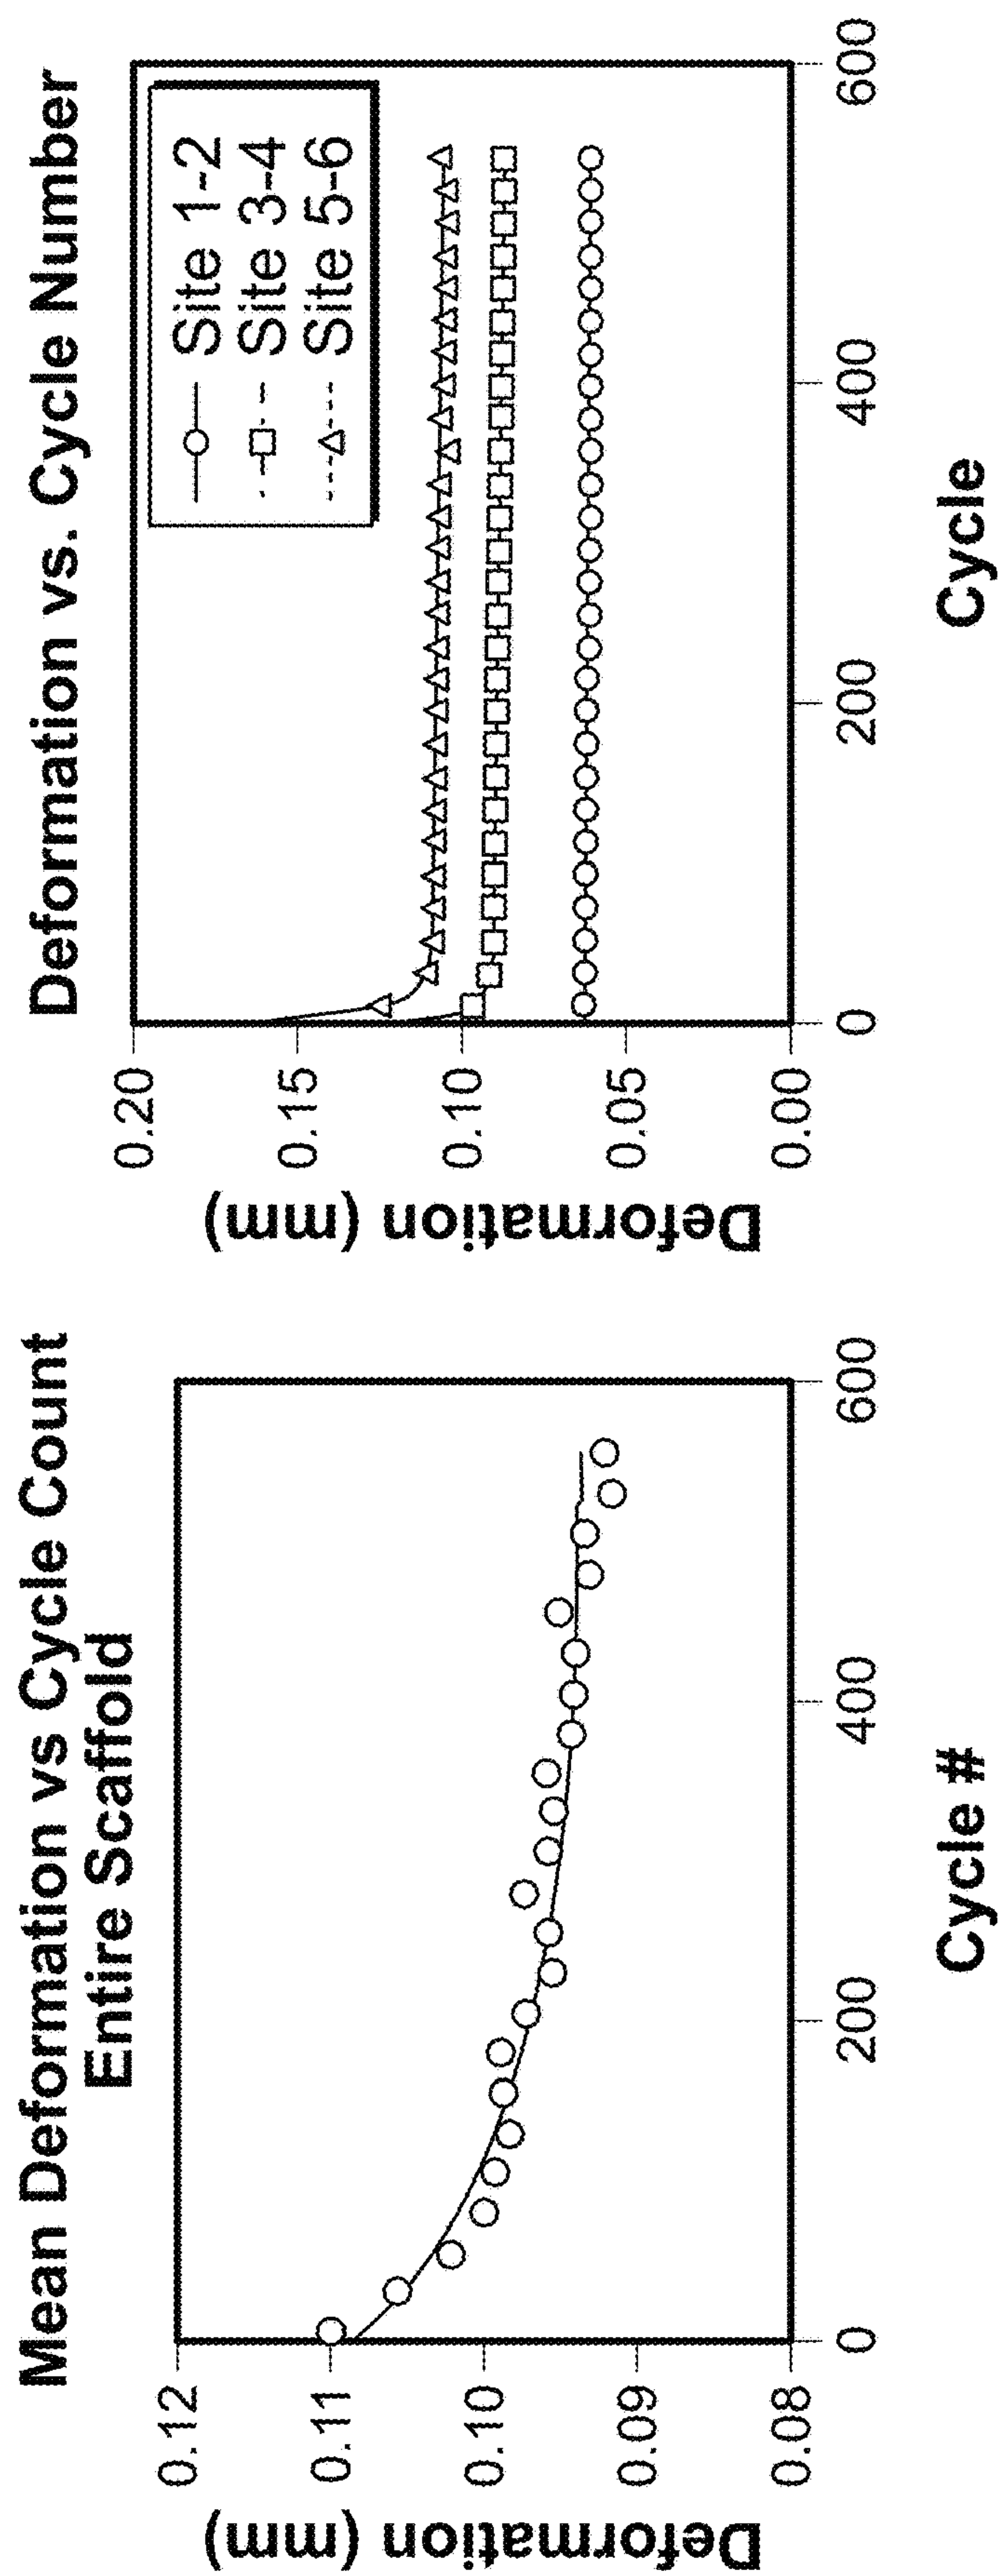 Mean Deformation vs Cycle Count
Entire Scaffold
Deformation (mm)
0.12
0.11
0.10
0.09
0.08
0
200
400
600
Cycle #
Deformation vs. Cycle Number
Deformation (mm)
0.20
0.15
0.10
0.05
0.00
Site 1-2
Site 3-4
Site 5-6
0
200
400
600
Cycle